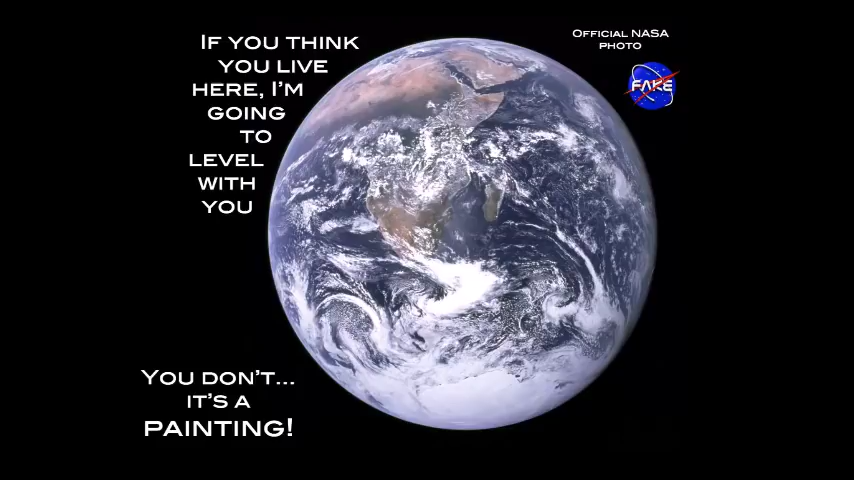 IF YOU THINK
YOU LIVE
HERE, I'M
GOING
TO
LEVEL
WITH
YOU
OFFICIAL NASA
PHOTO
FAKE
YOU DON'T...
IT'S A
PAINTING!